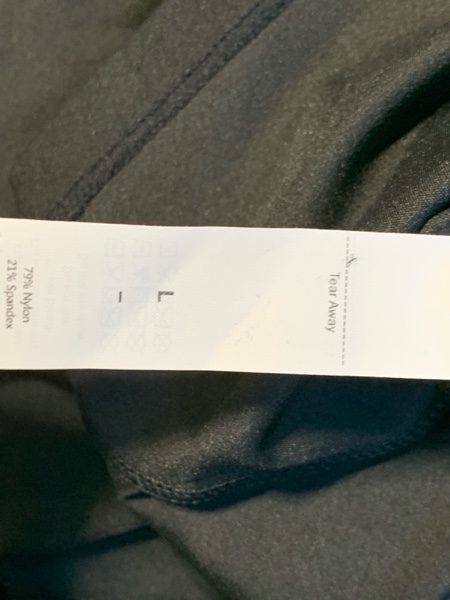 Tear Away
L
–
79% Nylon
21% Spandex